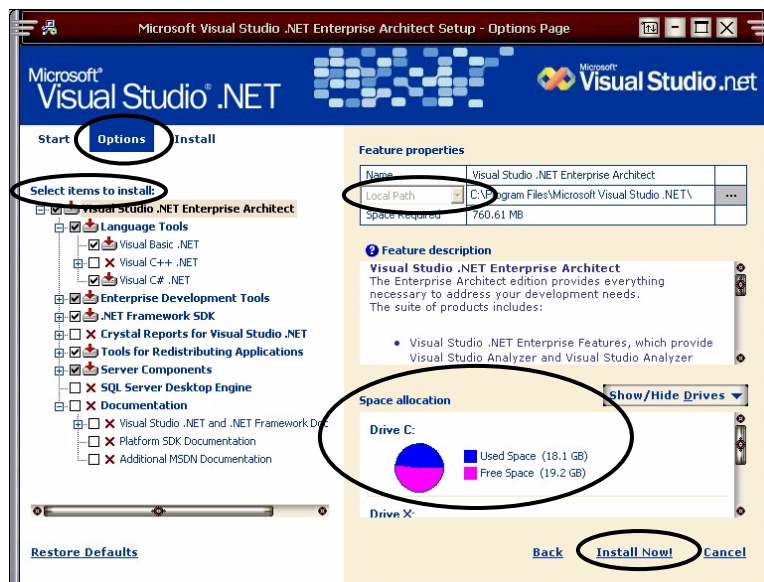 Microsoft Visual Studio .NET Enterprise Architect Setup - Options Page
Microsoft®
Visual Studio® .NET
Microsoft®
Visual Studio.net
Start Options Install
Select items to install:
Visual Studio .NET Enterprise Architect
Language Tools
Visual Basic .NET
Visual C++ .NET
Visual C# .NET
Enterprise Development Tools
.NET Framework SDK
Crystal Reports for Visual Studio .NET
Tools for Redistributing Applications
Server Components
SQL Server Desktop Engine
Documentation
Visual Studio .NET and .NET Framework Doc
Platform SDK Documentation
Additional MSDN Documentation
Restore Defaults
Feature properties
Name Visual Studio .NET Enterprise Architect
Local Path C:\Program Files\Microsoft Visual Studio .NET\ ...
Space Required 760.61 MB
? Feature description
Visual Studio .NET Enterprise Architect
The Enterprise Architect edition provides everything
necessary to address your development needs.
The suite of products includes:
• Visual Studio .NET Enterprise Features, which provide
Visual Studio Analyzer and Visual Studio Analyzer
Space allocation
Show/Hide Drives
Drive C:
Used Space (18.1 GB)
Free Space (19.2 GB)
Drive X:
Back Install Now! Cancel